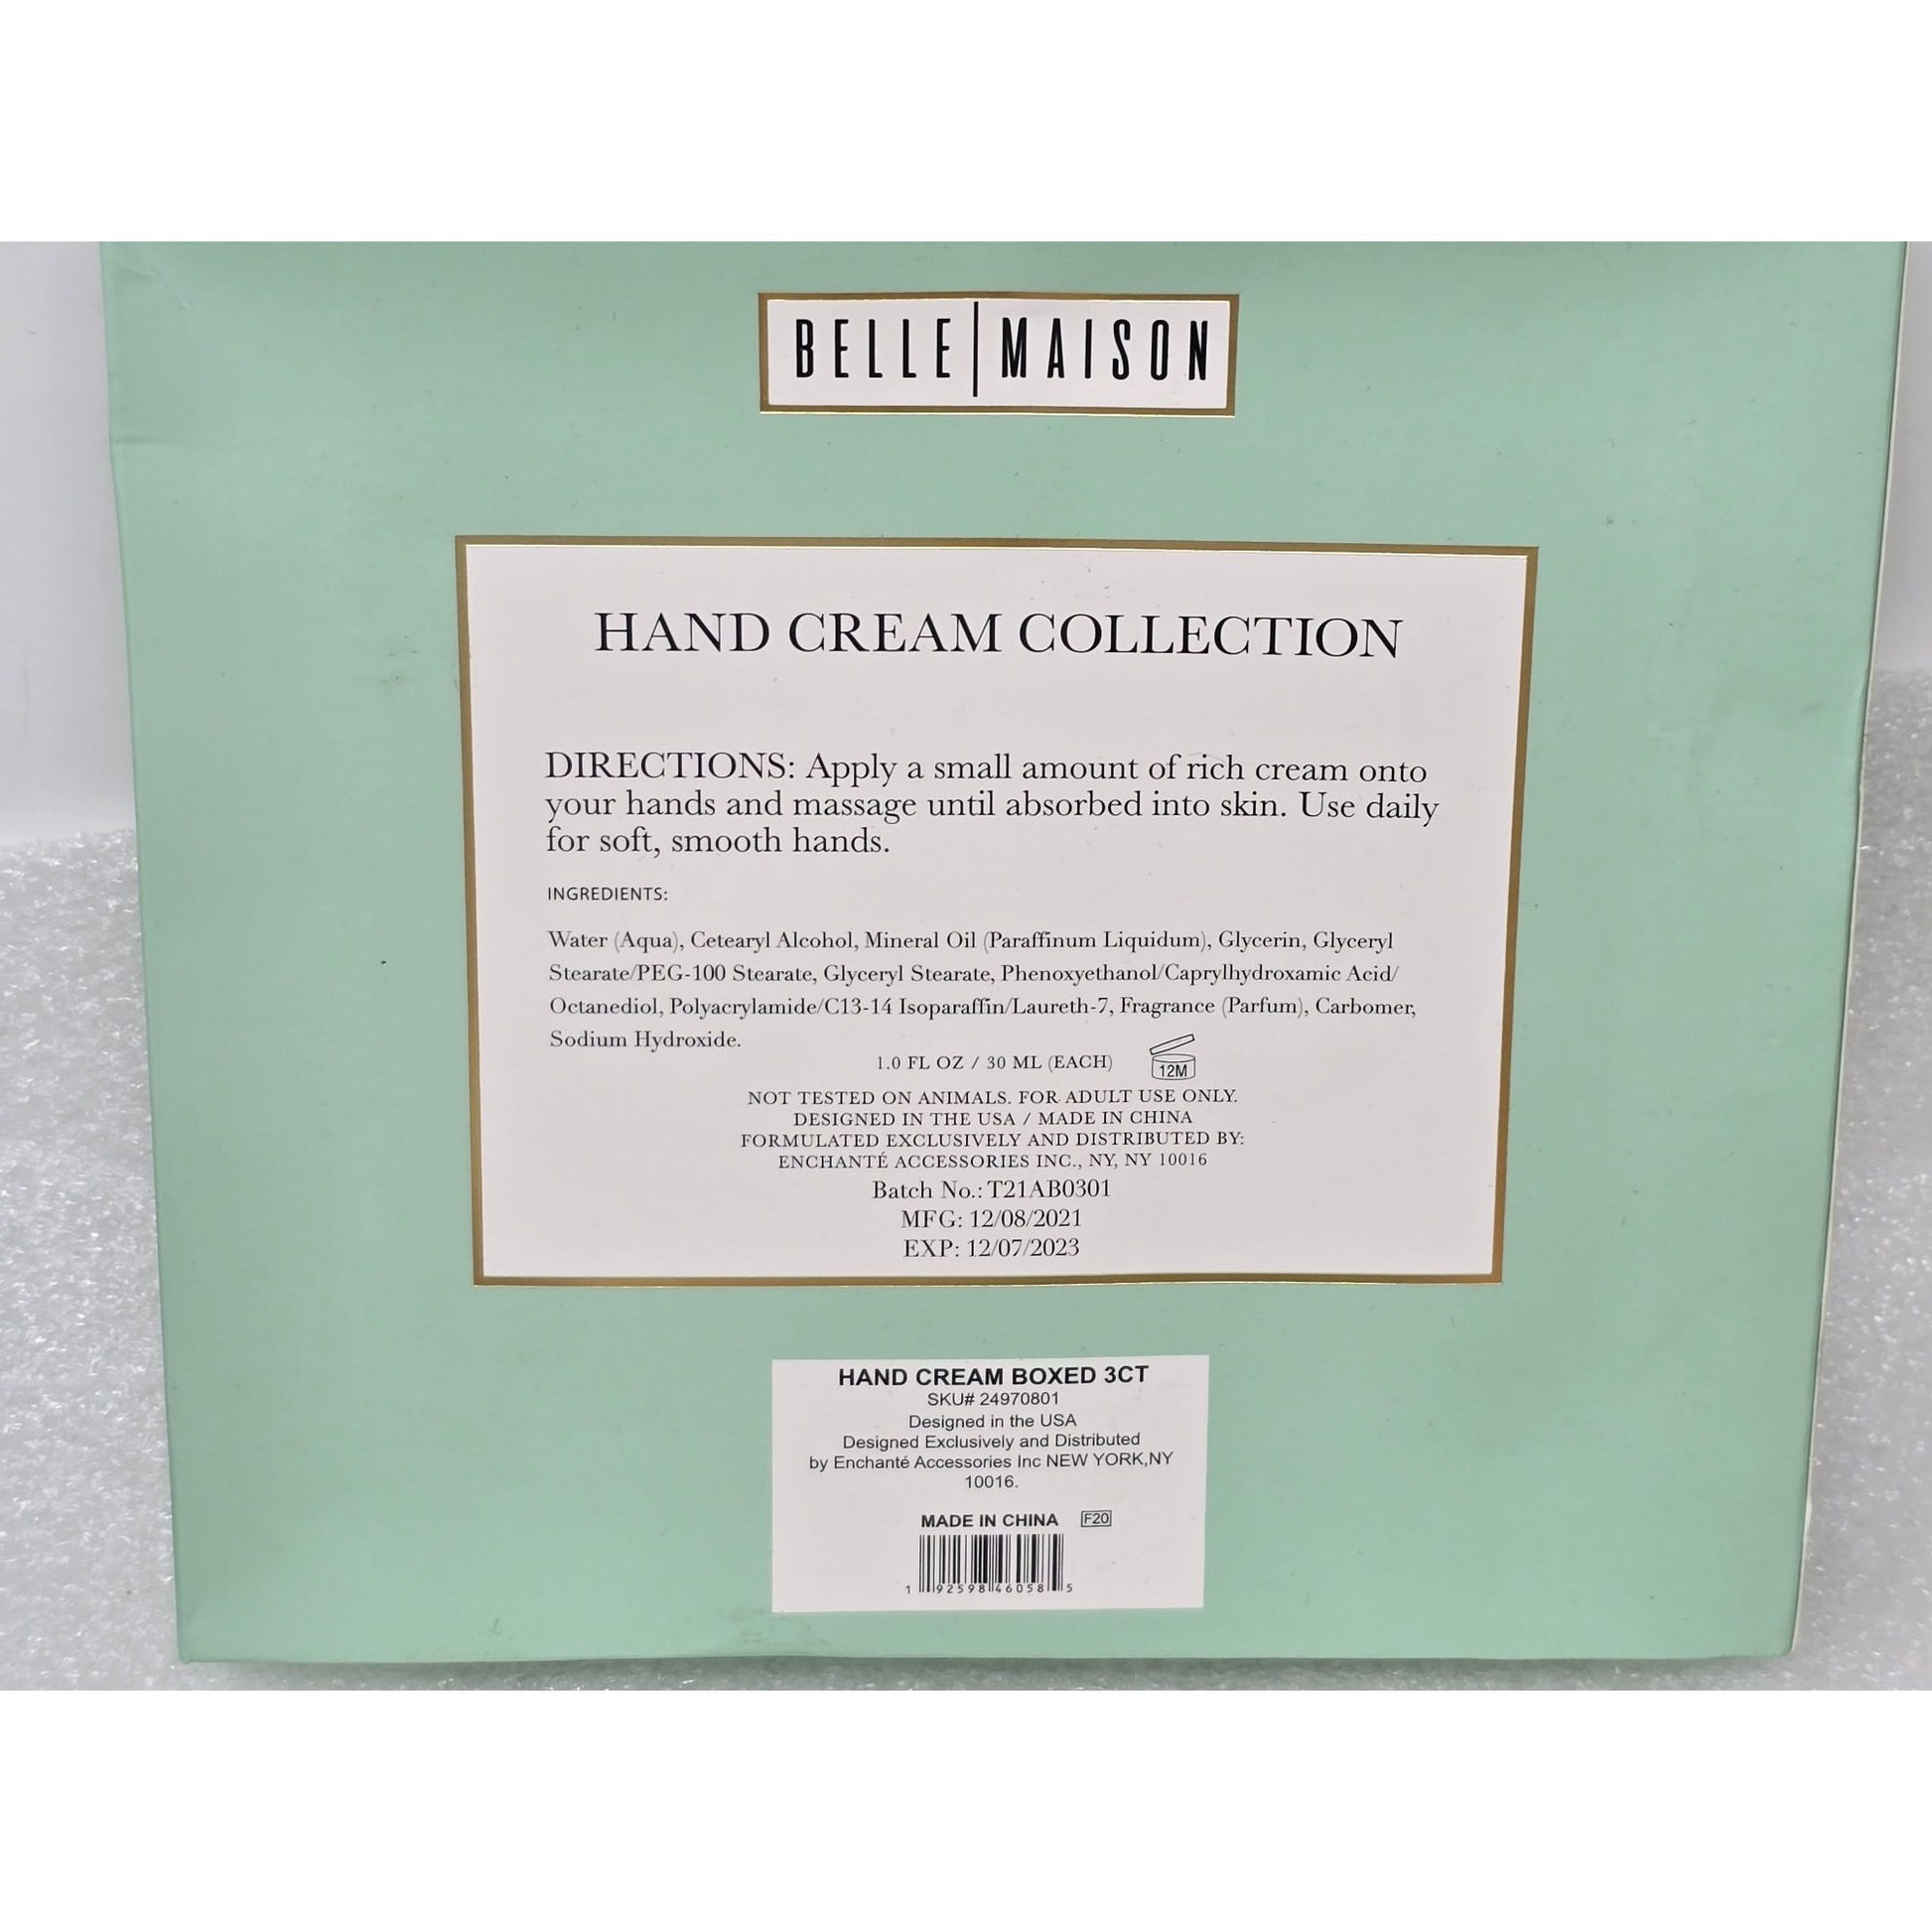 BELLE | MAISON
HAND CREAM COLLECTION
DIRECTIONS: Apply a small amount of rich cream onto
your hands and massage until absorbed into skin. Use daily
for soft, smooth hands.
INGREDIENTS:
Water (Aqua), Cetearyl Alcohol, Mineral Oil (Paraffinum Liquidum), Glycerin, Glyceryl
Stearate/PEG-100 Stearate, Glyceryl Stearate, Phenoxyethanol/Caprylhydroxamic Acid/
Octanediol, Polyacrylamide/C13-14 Isoparaffin/Laureth-7, Fragrance (Parfum), Carbomer,
Sodium Hydroxide.
1.0 FL OZ / 30 ML (EACH) 12M
NOT TESTED ON ANIMALS. FOR ADULT USE ONLY.
DESIGNED IN THE USA / MADE IN CHINA
FORMULATED EXCLUSIVELY AND DISTRIBUTED BY:
ENCHANTÉ ACCESSORIES INC., NY, NY 10016
Batch No.: T21AB0301
MFG: 12/08/2021
EXP: 12/07/2023
HAND CREAM BOXED 3CT
SKU# 24970801
Designed in the USA
Designed Exclusively and Distributed
by Enchanté Accessories Inc NEW YORK,NY
10016.
MADE IN CHINA F20
1 92598 46058 5